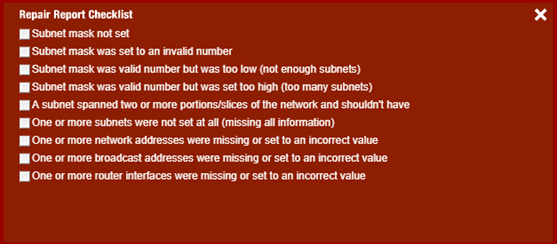 Repair Report Checklist
Subnet mask not set
Subnet mask was set to an invalid number
Subnet mask was valid number but was too low (not enough subnets)
Subnet mask was valid number but was set too high (too many subnets)
A subnet spanned two or more portions/slices of the network and shouldn't have
One or more subnets were not set at all (missing all information)
One or more network addresses were missing or set to an incorrect value
One or more broadcast addresses were missing or set to an incorrect value
One or more router interfaces were missing or set to an incorrect value